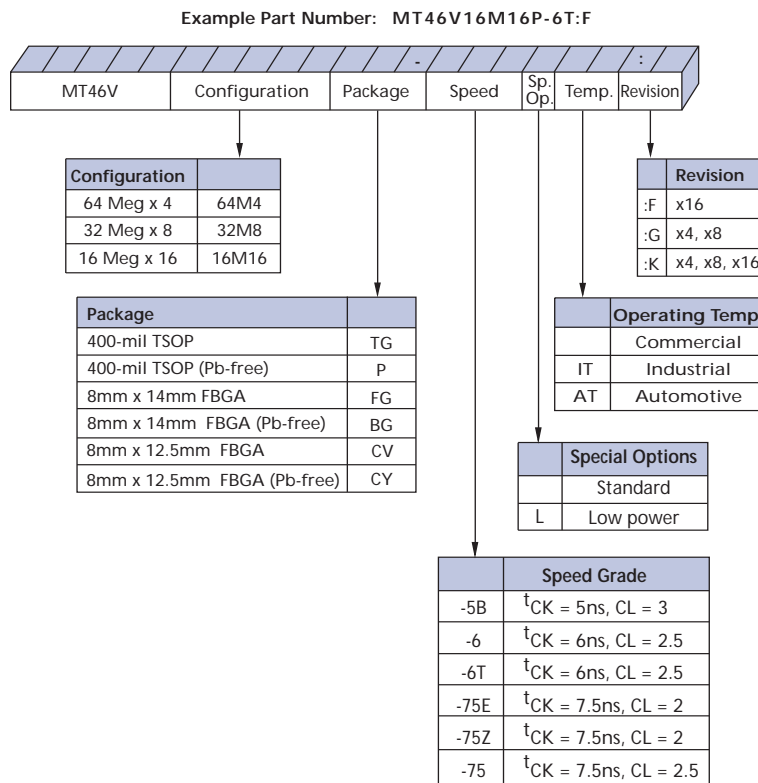 Example Part Number: MT46V16M16P-6T:F
- :
MT46V Configuration Package Speed Sp. Op. Temp. Revision
Configuration
64 Meg x 4 64M4
32 Meg x 8 32M8
16 Meg x 16 16M16
Revision
:F x16
:G x4, x8
:K x4, x8, x16
Package
400-mil TSOP TG
400-mil TSOP (Pb-free) P
8mm x 14mm FBGA FG
8mm x 14mm FBGA (Pb-free) BG
8mm x 12.5mm FBGA CV
8mm x 12.5mm FBGA (Pb-free) CY
Operating Temp
Commercial
IT Industrial
AT Automotive
Special Options
Standard
L Low power
Speed Grade
-5B tCK = 5ns, CL = 3
-6 tCK = 6ns, CL = 2.5
-6T tCK = 6ns, CL = 2.5
-75E tCK = 7.5ns, CL = 2
-75Z tCK = 7.5ns, CL = 2
-75 tCK = 7.5ns, CL = 2.5